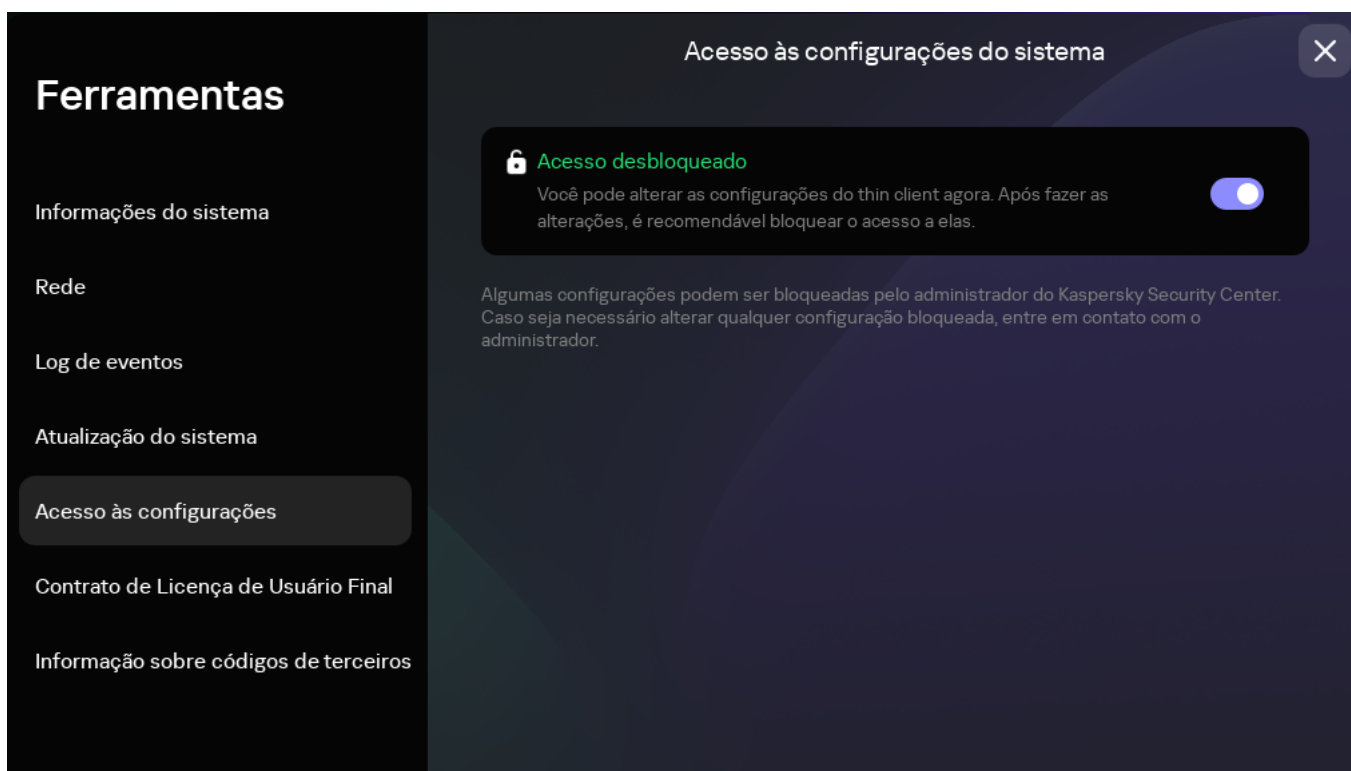 Ferramentas
Informações do sistema
Rede
Log de eventos
Atualização do sistema
Acesso às configurações
Contrato de Licença de Usuário Final
Informação sobre códigos de terceiros
Acesso às configurações do sistema
Acesso desbloqueado
Você pode alterar as configurações do thin client agora. Após fazer as
alterações, é recomendável bloquear o acesso a elas.
Algumas configurações podem ser bloqueadas pelo administrador do Kaspersky Security Center.
Caso seja necessário alterar qualquer configuração bloqueada, entre em contato com o
administrador.